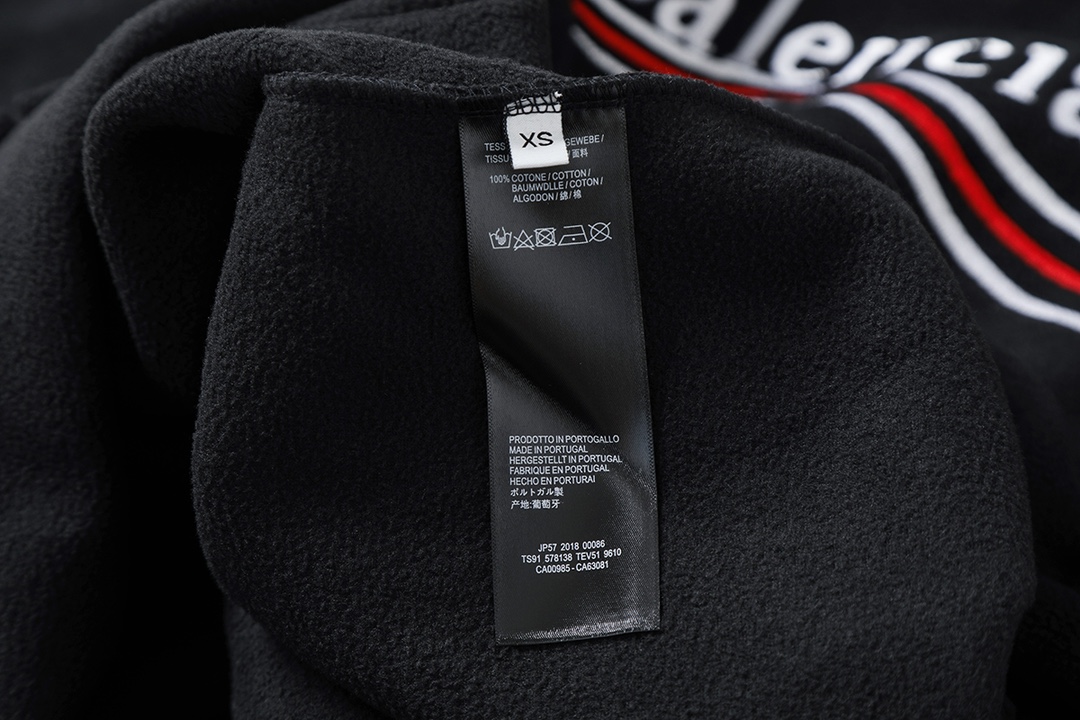 alencia
XS
TESS GEWEBE/
TISSU /面料
100% COTONE / COTTON /
BAUMWDLLE / COTON /
ALGODON / 綿 / 棉
PRODOTTO IN PORTOGALLO
MADE IN PORTUGAL
HERGESTELLT IN PORTUGAL
FABRIQUE EN PORTUGAL
HECHO EN PORTURAI
ポルトガル製
产地:葡萄牙
JP57 2018 00086
TS91 578138 TEV51 9610
CA00985 - CA63081